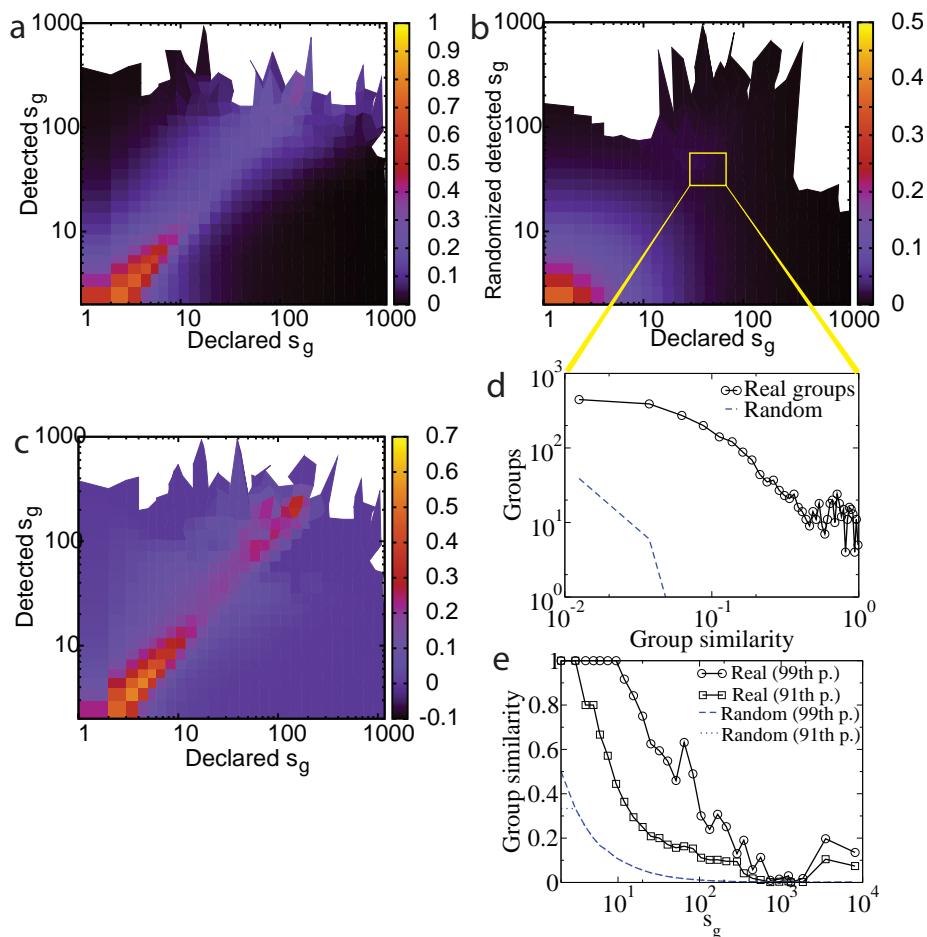 a
1000
100
10
Detected s_g
1 10 100 1000
Declared s_g
1
0.9
0.8
0.7
0.6
0.5
0.4
0.3
0.2
0.1
0
b
1000
100
10
Randomized detected s_g
1 10 100 1000
Declared s_g
0.5
0.4
0.3
0.2
0.1
0
c
1000
100
10
Detected s_g
1 10 100 1000
Declared s_g
0.7
0.6
0.5
0.4
0.3
0.2
0.1
0
-0.1
d
10^3
10^2
10^1
10^0
Groups
Real groups
Random
10^-2 10^-1 10^0
Group similarity
e
1
0.8
0.6
0.4
0.2
0
Group similarity
Real (99th p.)
Real (91th p.)
Random (99th p.)
Random (91th p.)
10^1 10^2 10^3 10^4
s_g